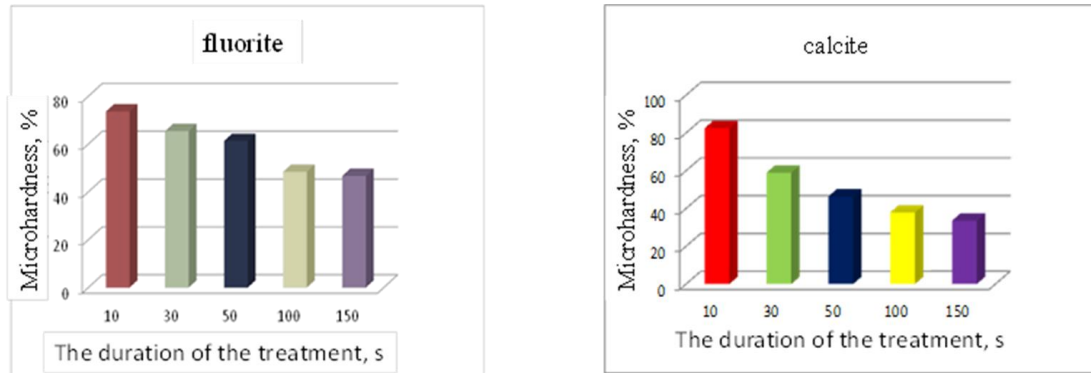 fluorite
Microhardness, %
80
60
40
20
0
10 30 50 100 150
The duration of the treatment, s
calcite
Microhardness, %
100
80
60
40
20
0
10 30 50 100 150
The duration of the treatment, s